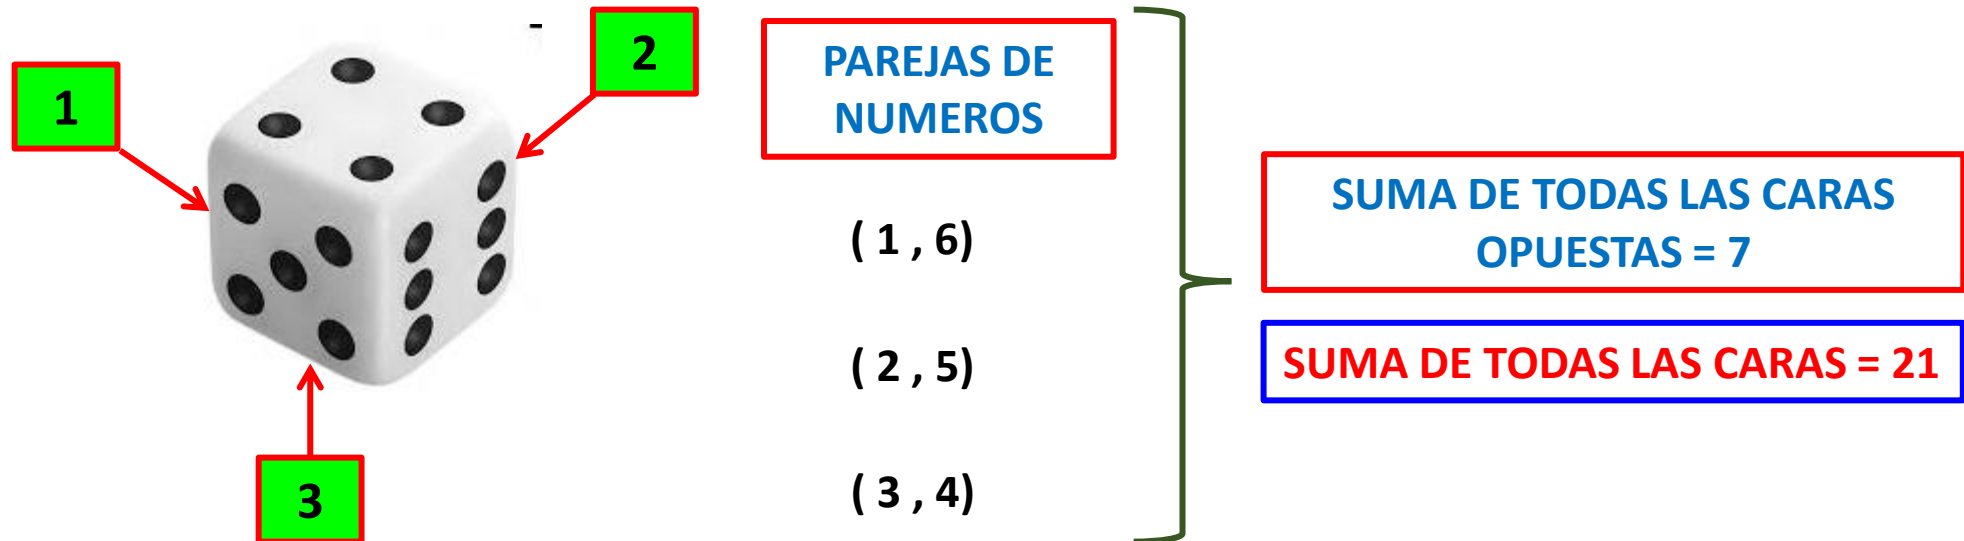 1
2
3
PAREJAS DE
NUMEROS
( 1 , 6)
( 2 , 5)
( 3 , 4)
SUMA DE TODAS LAS CARAS
OPUESTAS = 7
SUMA DE TODAS LAS CARAS = 21